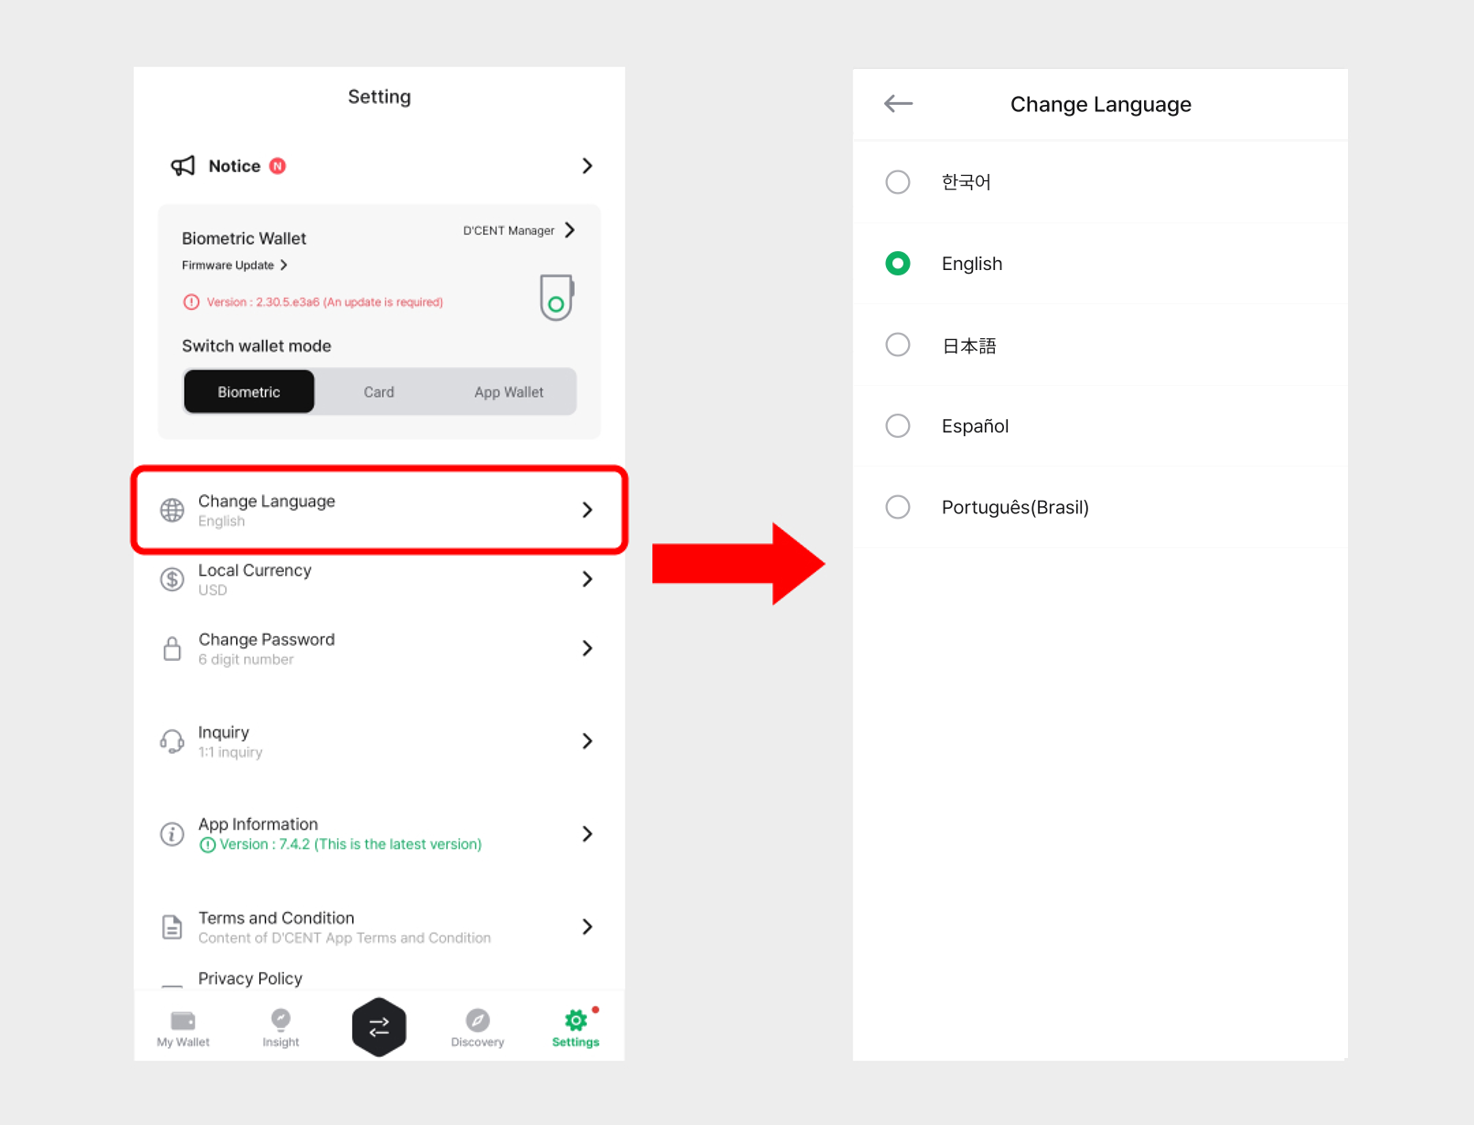 Setting
Notice N
Biometric Wallet
D'CENT Manager
Firmware Update
Version : 2.30.5.e3a6 (An update is required)
Switch wallet mode
Biometric Card App Wallet
Change Language
English
Local Currency
USD
Change Password
6 digit number
Inquiry
1:1 inquiry
App Information
Version : 7.4.2 (This is the latest version)
Terms and Condition
Content of D'CENT App Terms and Condition
Privacy Policy
My Wallet Insight Discovery Settings
Change Language
한국어
English
日本語
Español
Português(Brasil)